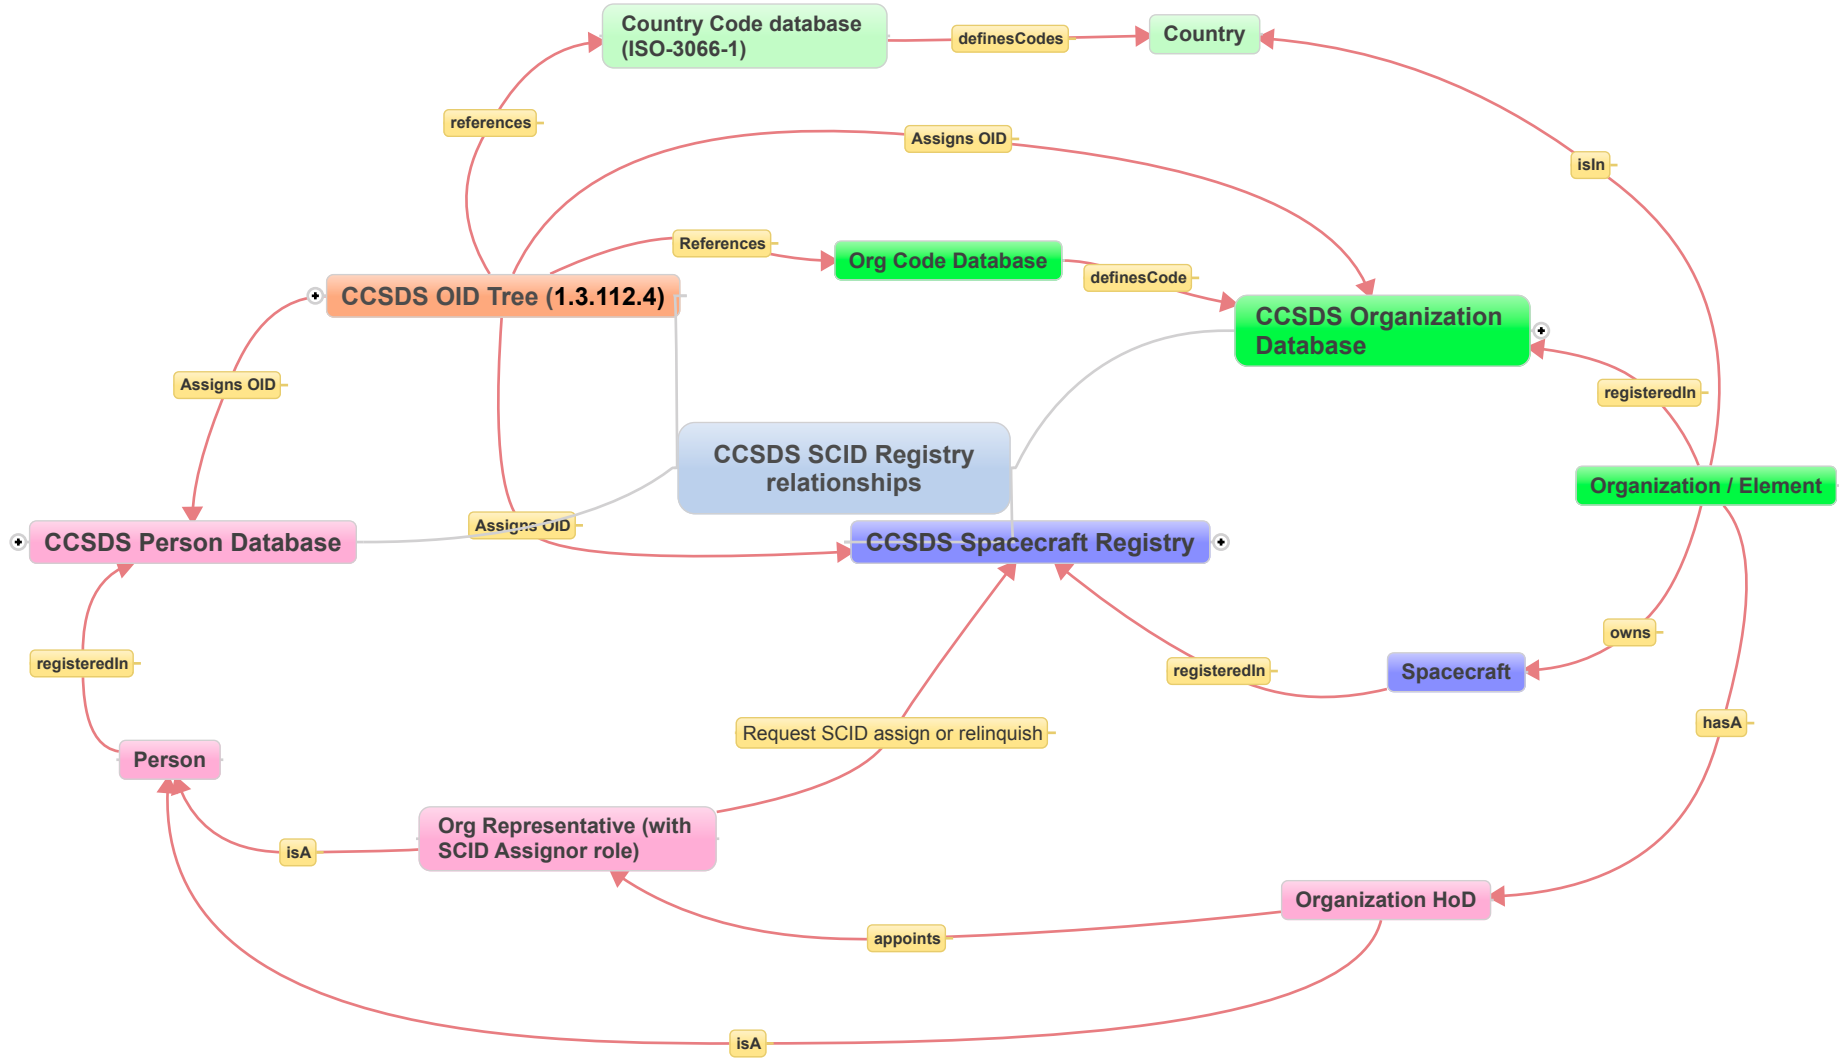 Country Code database
(ISO-3066-1)
definesCodes
Country
references
Assigns OID
isIn
References
Org Code Database
definesCode
CCSDS OID Tree (1.3.112.4)
CCSDS Organization
Database
Assigns OID
registeredIn
CCSDS SCID Registry
relationships
Organization / Element
Assigns OID
CCSDS Person Database
CCSDS Spacecraft Registry
owns
registeredIn
registeredIn
Spacecraft
hasA
Request SCID assign or relinquish
Person
Org Representative (with
SCID Assignor role)
isA
Organization HoD
appoints
isA